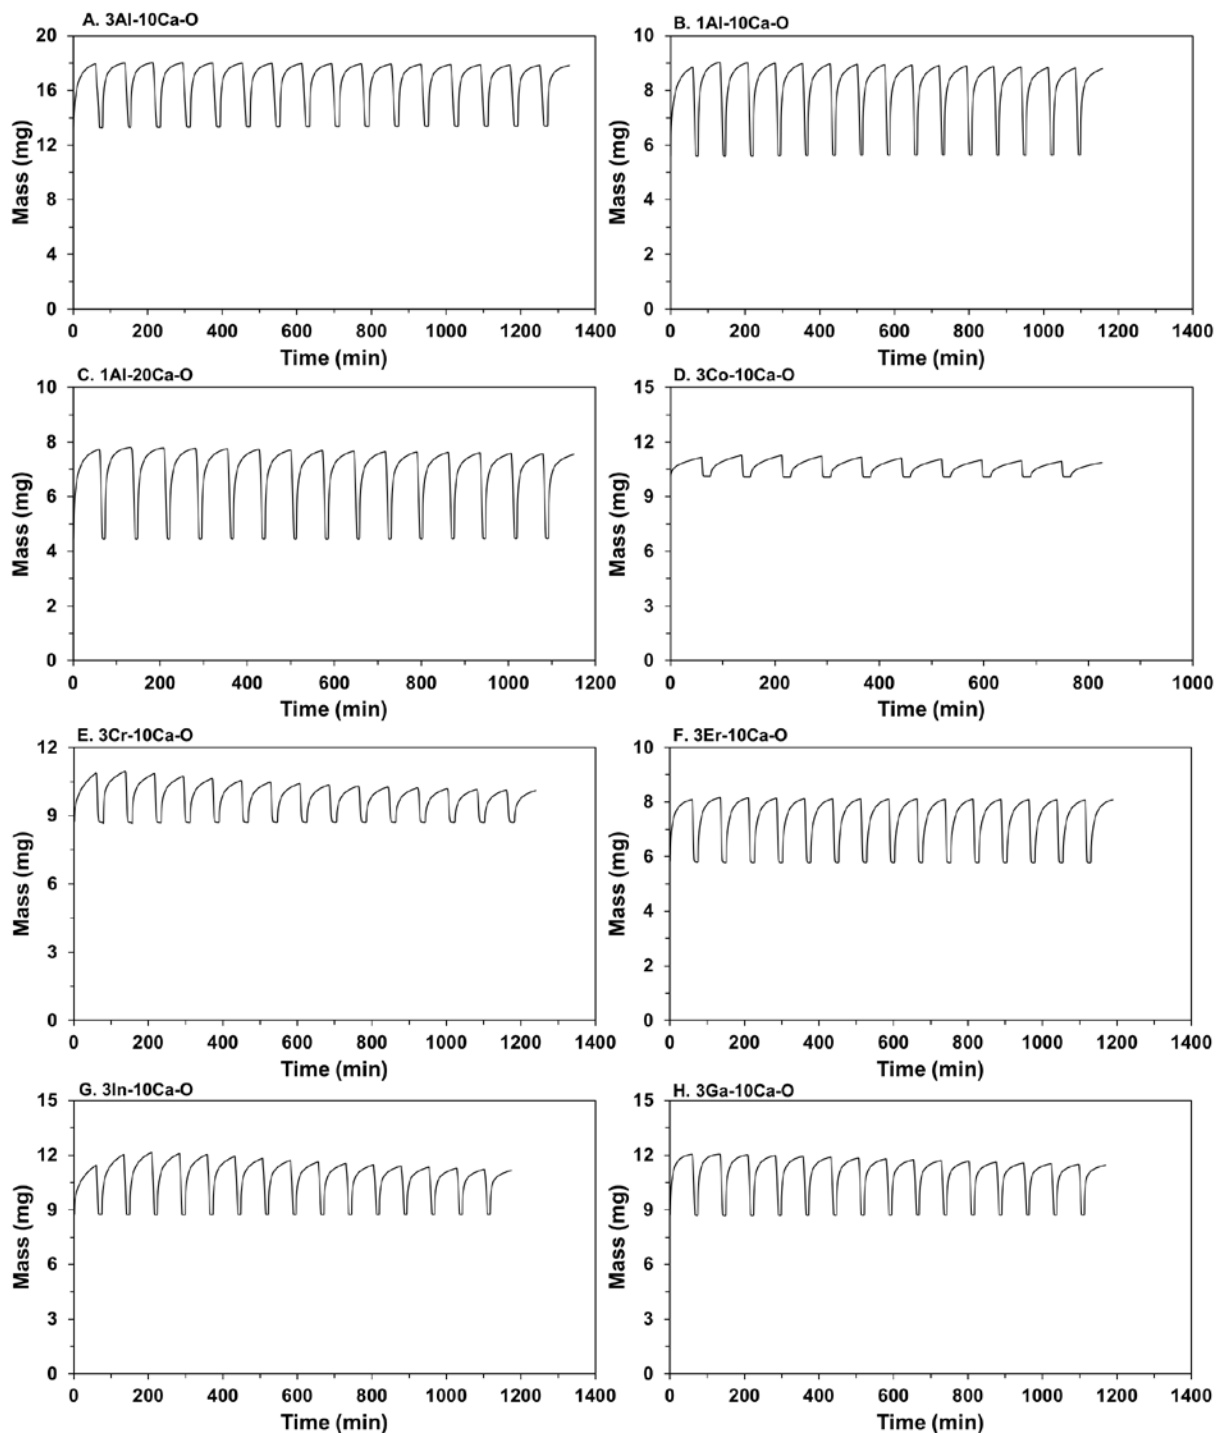 A. 3Al-10Ca-O
20
16
12
8
4
0
Mass (mg)
0 200 400 600 800 1000 1200 1400
Time (min)
B. 1Al-10Ca-O
10
8
6
4
2
0
Mass (mg)
0 200 400 600 800 1000 1200 1400
Time (min)
C. 1Al-20Ca-O
10
8
6
4
2
0
Mass (mg)
0 200 400 600 800 1000 1200
Time (min)
D. 3Co-10Ca-O
15
12
9
6
3
0
Mass (mg)
0 200 400 600 800 1000
Time (min)
E. 3Cr-10Ca-O
12
9
6
3
0
Mass (mg)
0 200 400 600 800 1000 1200 1400
Time (min)
F. 3Er-10Ca-O
10
8
6
4
2
0
Mass (mg)
0 200 400 600 800 1000 1200 1400
Time (min)
G. 3In-10Ca-O
15
12
9
6
3
0
Mass (mg)
0 200 400 600 800 1000 1200 1400
Time (min)
H. 3Ga-10Ca-O
15
12
9
6
3
0
Mass (mg)
0 200 400 600 800 1000 1200 1400
Time (min)